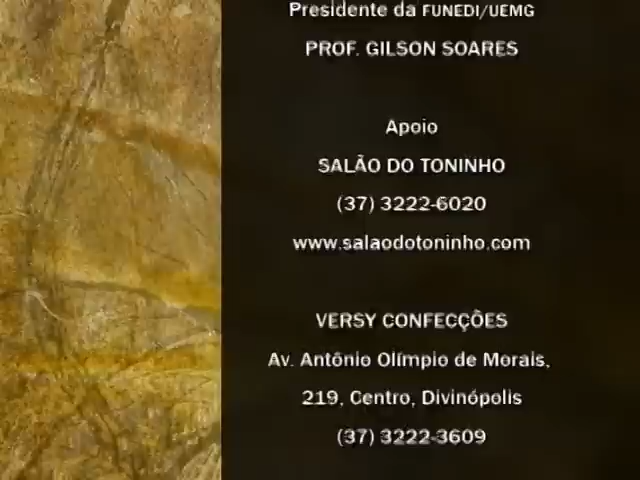 Presidente da FUNEDI/UEMG
PROF. GILSON SOARES
Apoio
SALÃO DO TONINHO
(37) 3222-6020
www.salaodotoninho.com
VERSY CONFECÇÕES
Av. Antônio Olímpio de Morais,
219, Centro, Divinópolis
(37) 3222-3609